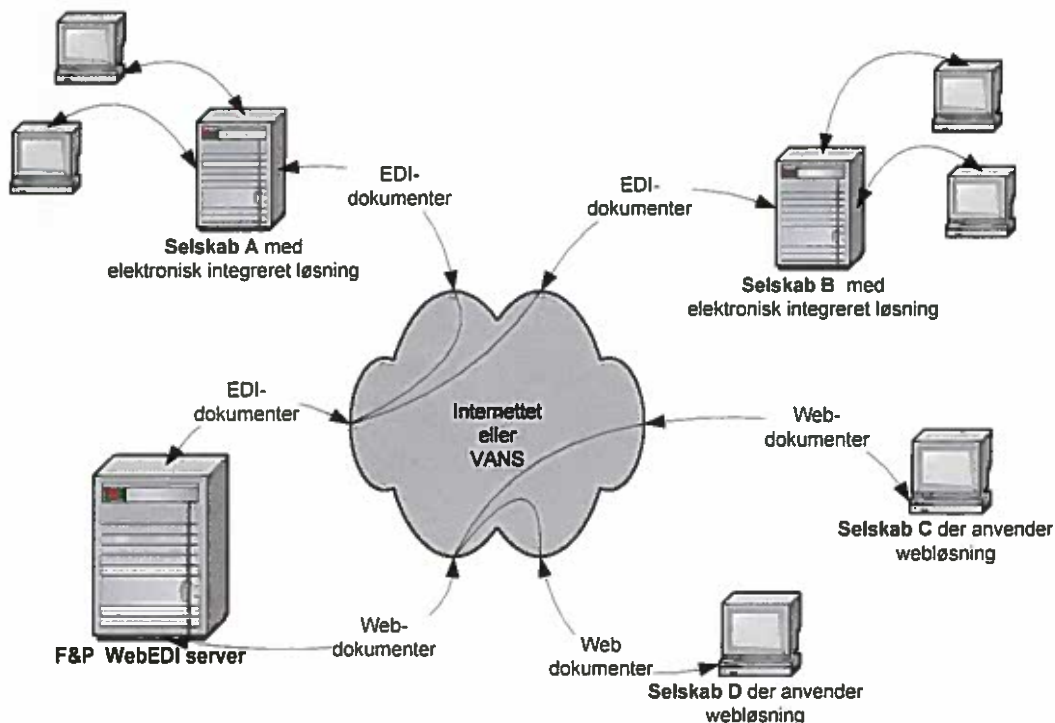 EDI-
dokumenter
EDI-
dokumenter
Selskab A med
elektronisk integreret løsning
Selskab B med
elektronisk integreret løsning
EDI-
dokumenter
Internettet
eller
VANS
Web-
dokumenter
Selskab C der anvender
webløsning
F&P WebEDI server
Web-
dokumenter
Web
dokumenter
Selskab D der anvender
webløsning